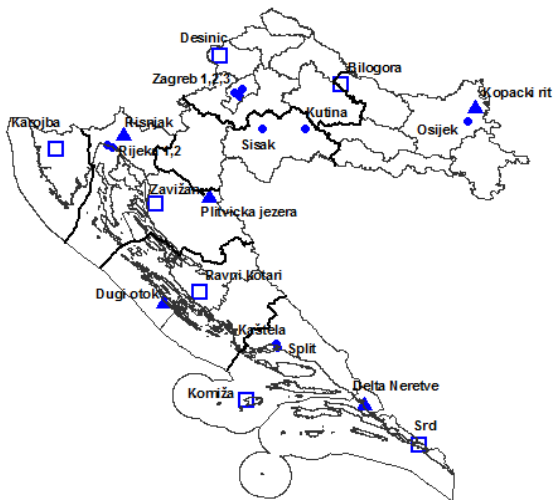 Desinic
Zagreb 1,2,3
Bilogora
Kopacki rit
Kutina
Osijek
Karojba
Risnjak
Rijeka 1,2
Sisak
Zavižan
Plitvicka jezera
Ravni Kotari
Dugi otok
Kaštela
Split
Komiža
Delta Neretve
Srd